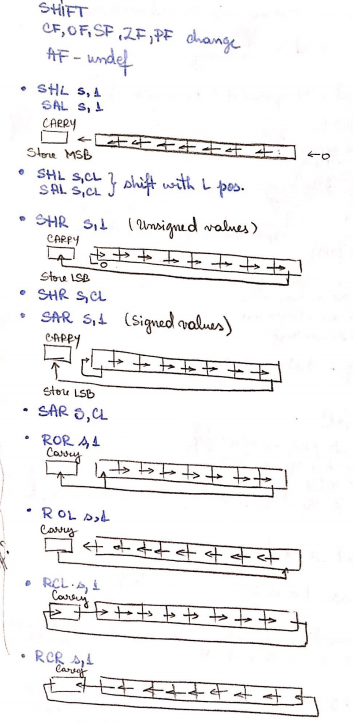 SHIFT
CF, OF, SF, ZF, PF change
AF - undef
• SHL S,1
SAL S,1
CARRY
←0
Store MSB
• SHL S,CL
SAL S,CL } shift with L pos.
• SHR S,1 (Unsigned values)
CARRY
0
Store LSB
• SHR S,CL
• SAR S,1 (Signed values)
CARRY
Store LSB
• SAR S,CL
• ROR s,1
Carry
• ROL s,1
Carry
• RCL s,1
Carry
• RCR s,1
Carry